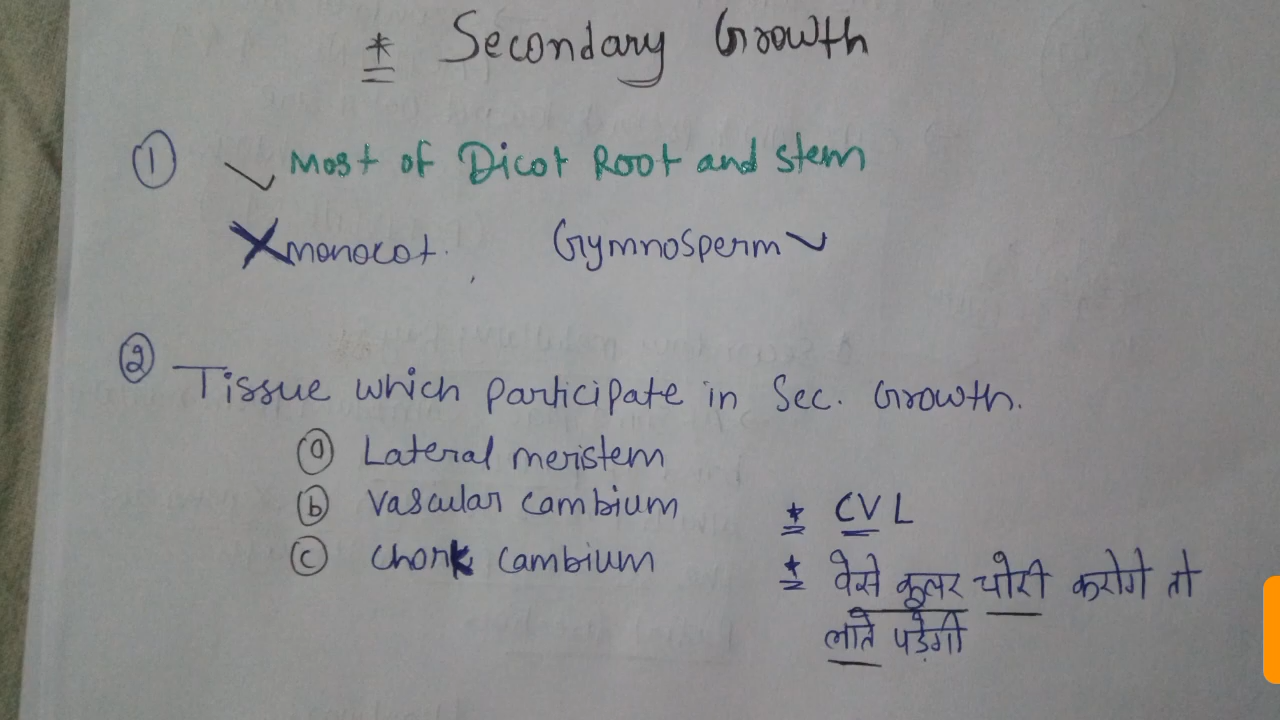 * Secondary Growth
① ✓ Most of Dicot Root and stem
X monocot. Gymnosperm ✓
② Tissue which participate in Sec. Growth.
ⓐ Lateral meristem
ⓑ Vascular cambium
ⓒ Chork cambium
* CVL
* वैसे कूलर चोरी करोगे तो
लाते पड़ेगी